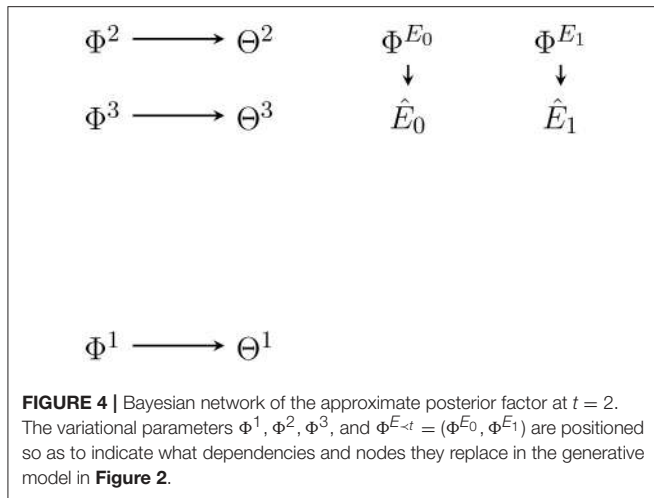 Φ² ⟶ Θ² Φ^{E₀} Φ^{E₁}
Φ³ ⟶ Θ³ Ê₀ Ê₁
Φ¹ ⟶ Θ¹
FIGURE 4 | Bayesian network of the approximate posterior factor at t = 2.
The variational parameters Φ¹, Φ², Φ³, and Φ^{E_{≺t}} = (Φ^{E₀}, Φ^{E₁}) are positioned
so as to indicate what dependencies and nodes they replace in the generative
model in Figure 2.